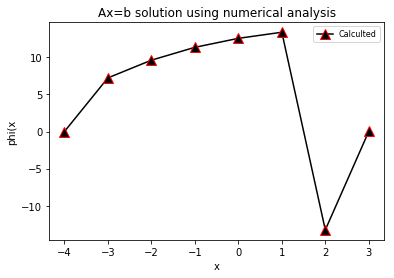 Ax=b solution using numerical analysis
Calculted
10
5
0
−5
−10
phi(x
−4 −3 −2 −1 0 1 2 3
x